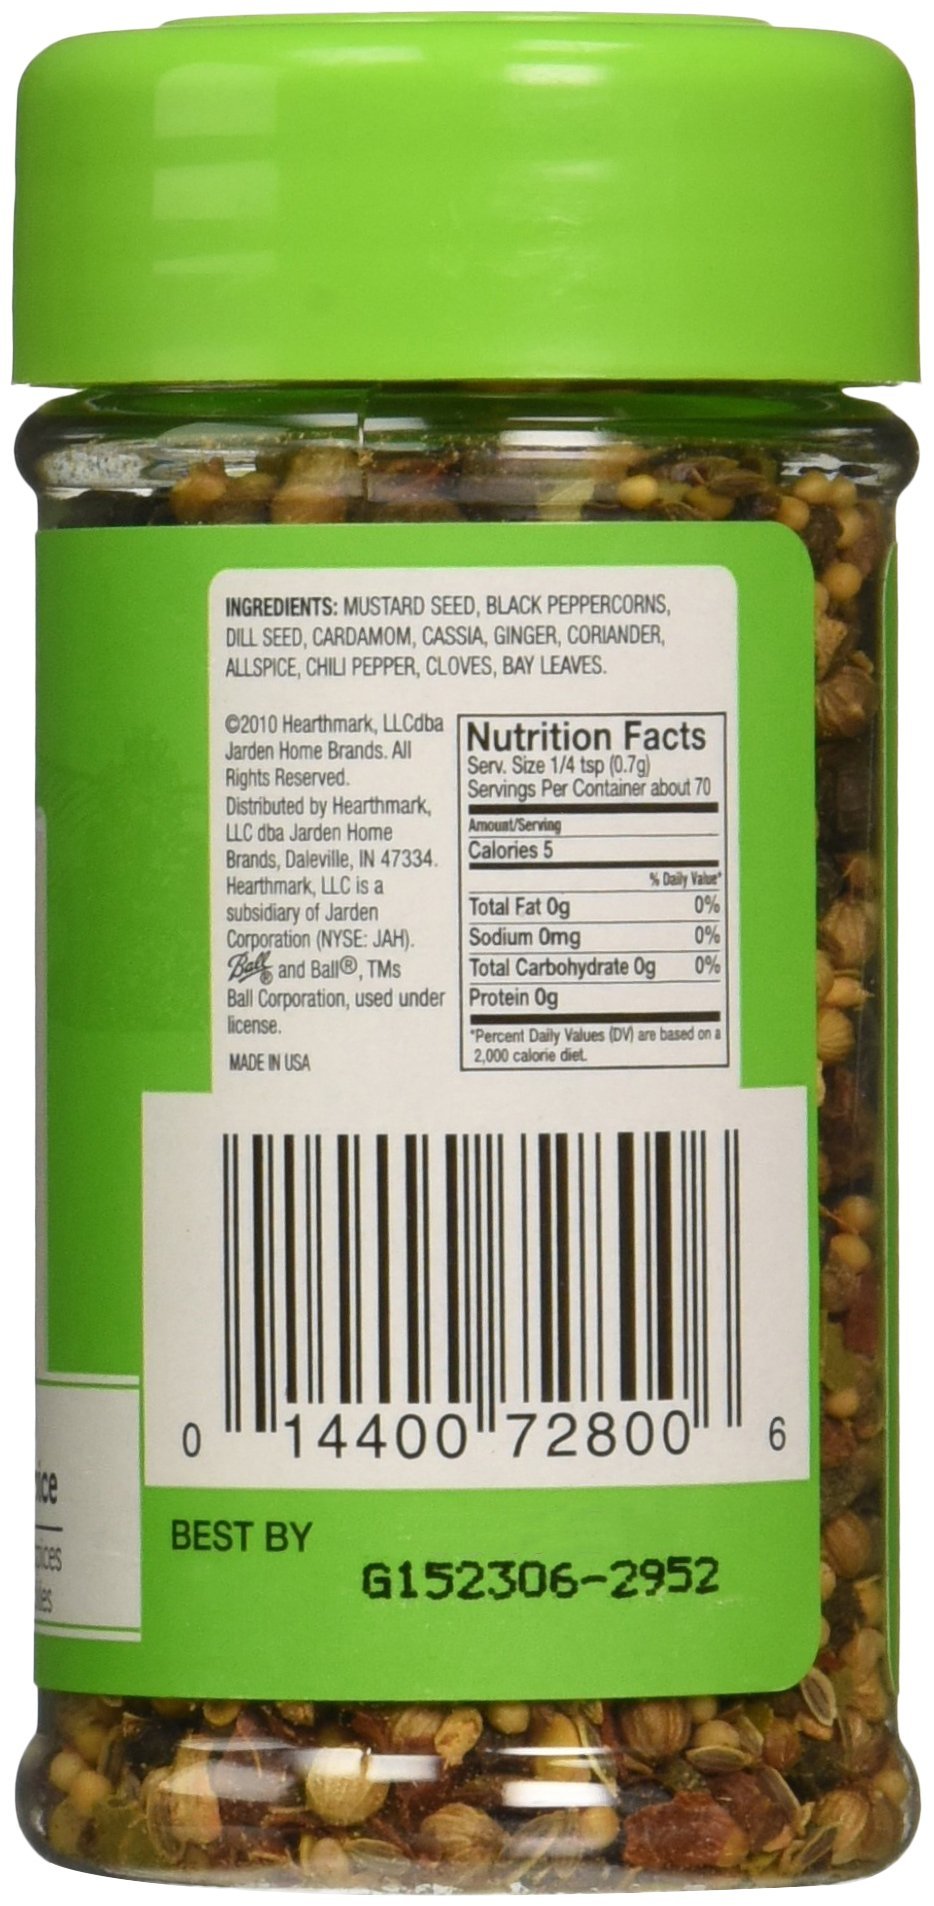 INGREDIENTS: MUSTARD SEED, BLACK PEPPERCORNS,
DILL SEED, CARDAMOM, CASSIA, GINGER, CORIANDER,
ALLSPICE, CHILI PEPPER, CLOVES, BAY LEAVES.
©2010 Hearthmark, LLCdba
Jarden Home Brands. All
Rights Reserved.
Distributed by Hearthmark,
LLC dba Jarden Home
Brands, Daleville, IN 47334.
Hearthmark, LLC is a
subsidiary of Jarden
Corporation (NYSE: JAH).
Ball® and Ball®, TMs
Ball Corporation, used under
license.
MADE IN USA
Nutrition Facts
Serv. Size 1/4 tsp (0.7g)
Servings Per Container about 70
Amount/Serving
Calories 5
% Daily Value*
Total Fat 0g 0%
Sodium 0mg 0%
Total Carbohydrate 0g 0%
Protein 0g
*Percent Daily Values (DV) are based on a
2,000 calorie diet.
0 14400 72800 6
BEST BY
G152306-2952